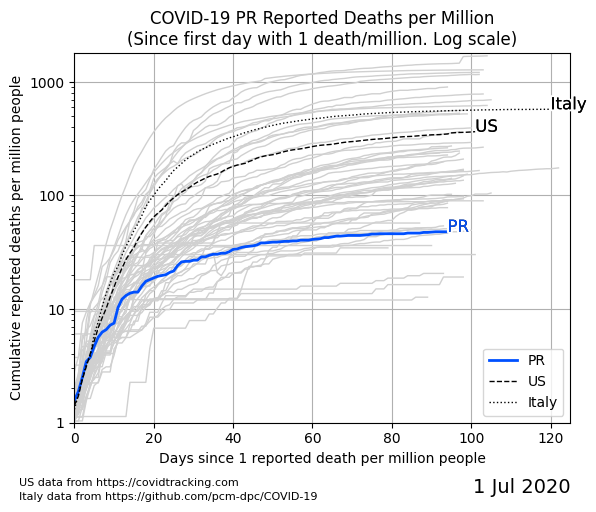 COVID-19 PR Reported Deaths per Million
(Since first day with 1 death/million. Log scale)
Cumulative reported deaths per million people
1000
100
10
1
Italy
US
PR
PR
US
Italy
0 20 40 60 80 100 120
Days since 1 reported death per million people
US data from https://covidtracking.com
Italy data from https://github.com/pcm-dpc/COVID-19
1 Jul 2020